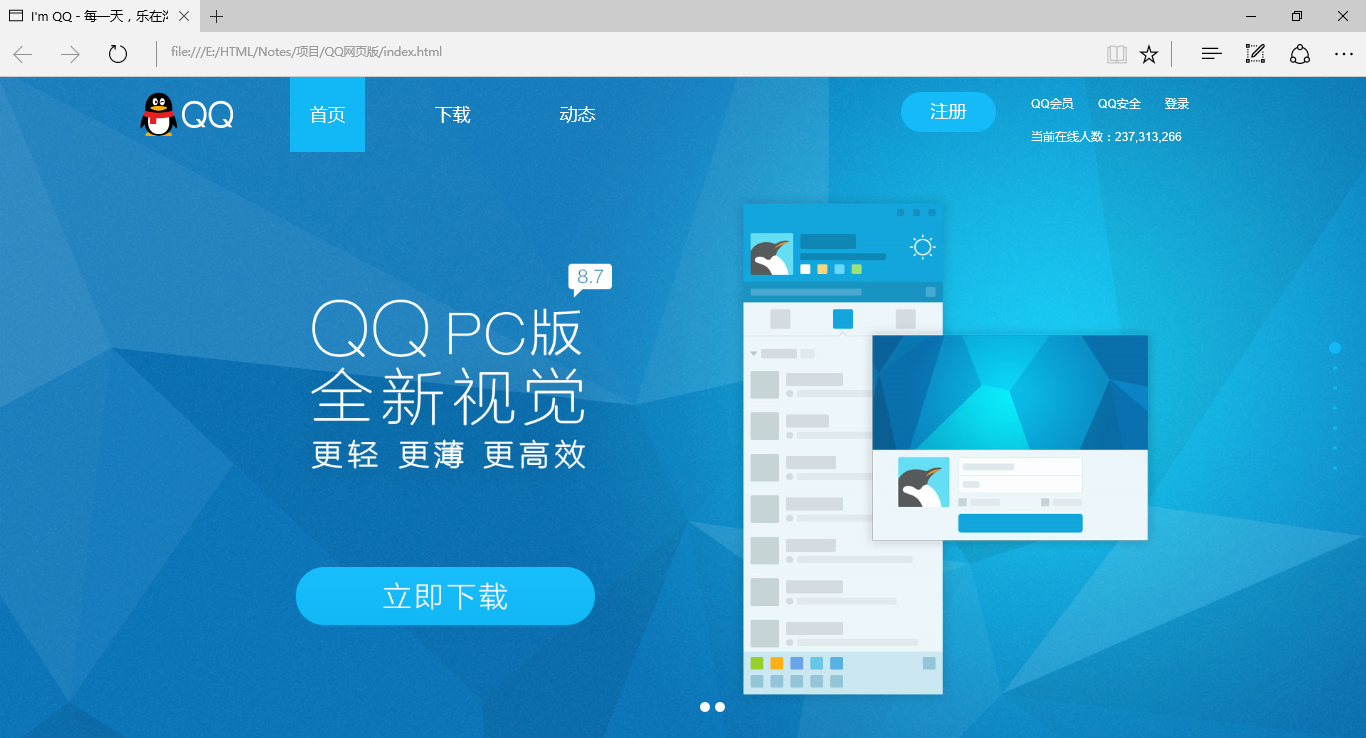 I'm QQ - 每一天，乐在
file:///E:/HTML/Notes/项目/QQ网页版/index.html
QQ
首页
下载
动态
注册
QQ会员
QQ安全
登录
当前在线人数：237,313,266
8.7
QQ PC版
全新视觉
更轻 更薄 更高效
立即下载